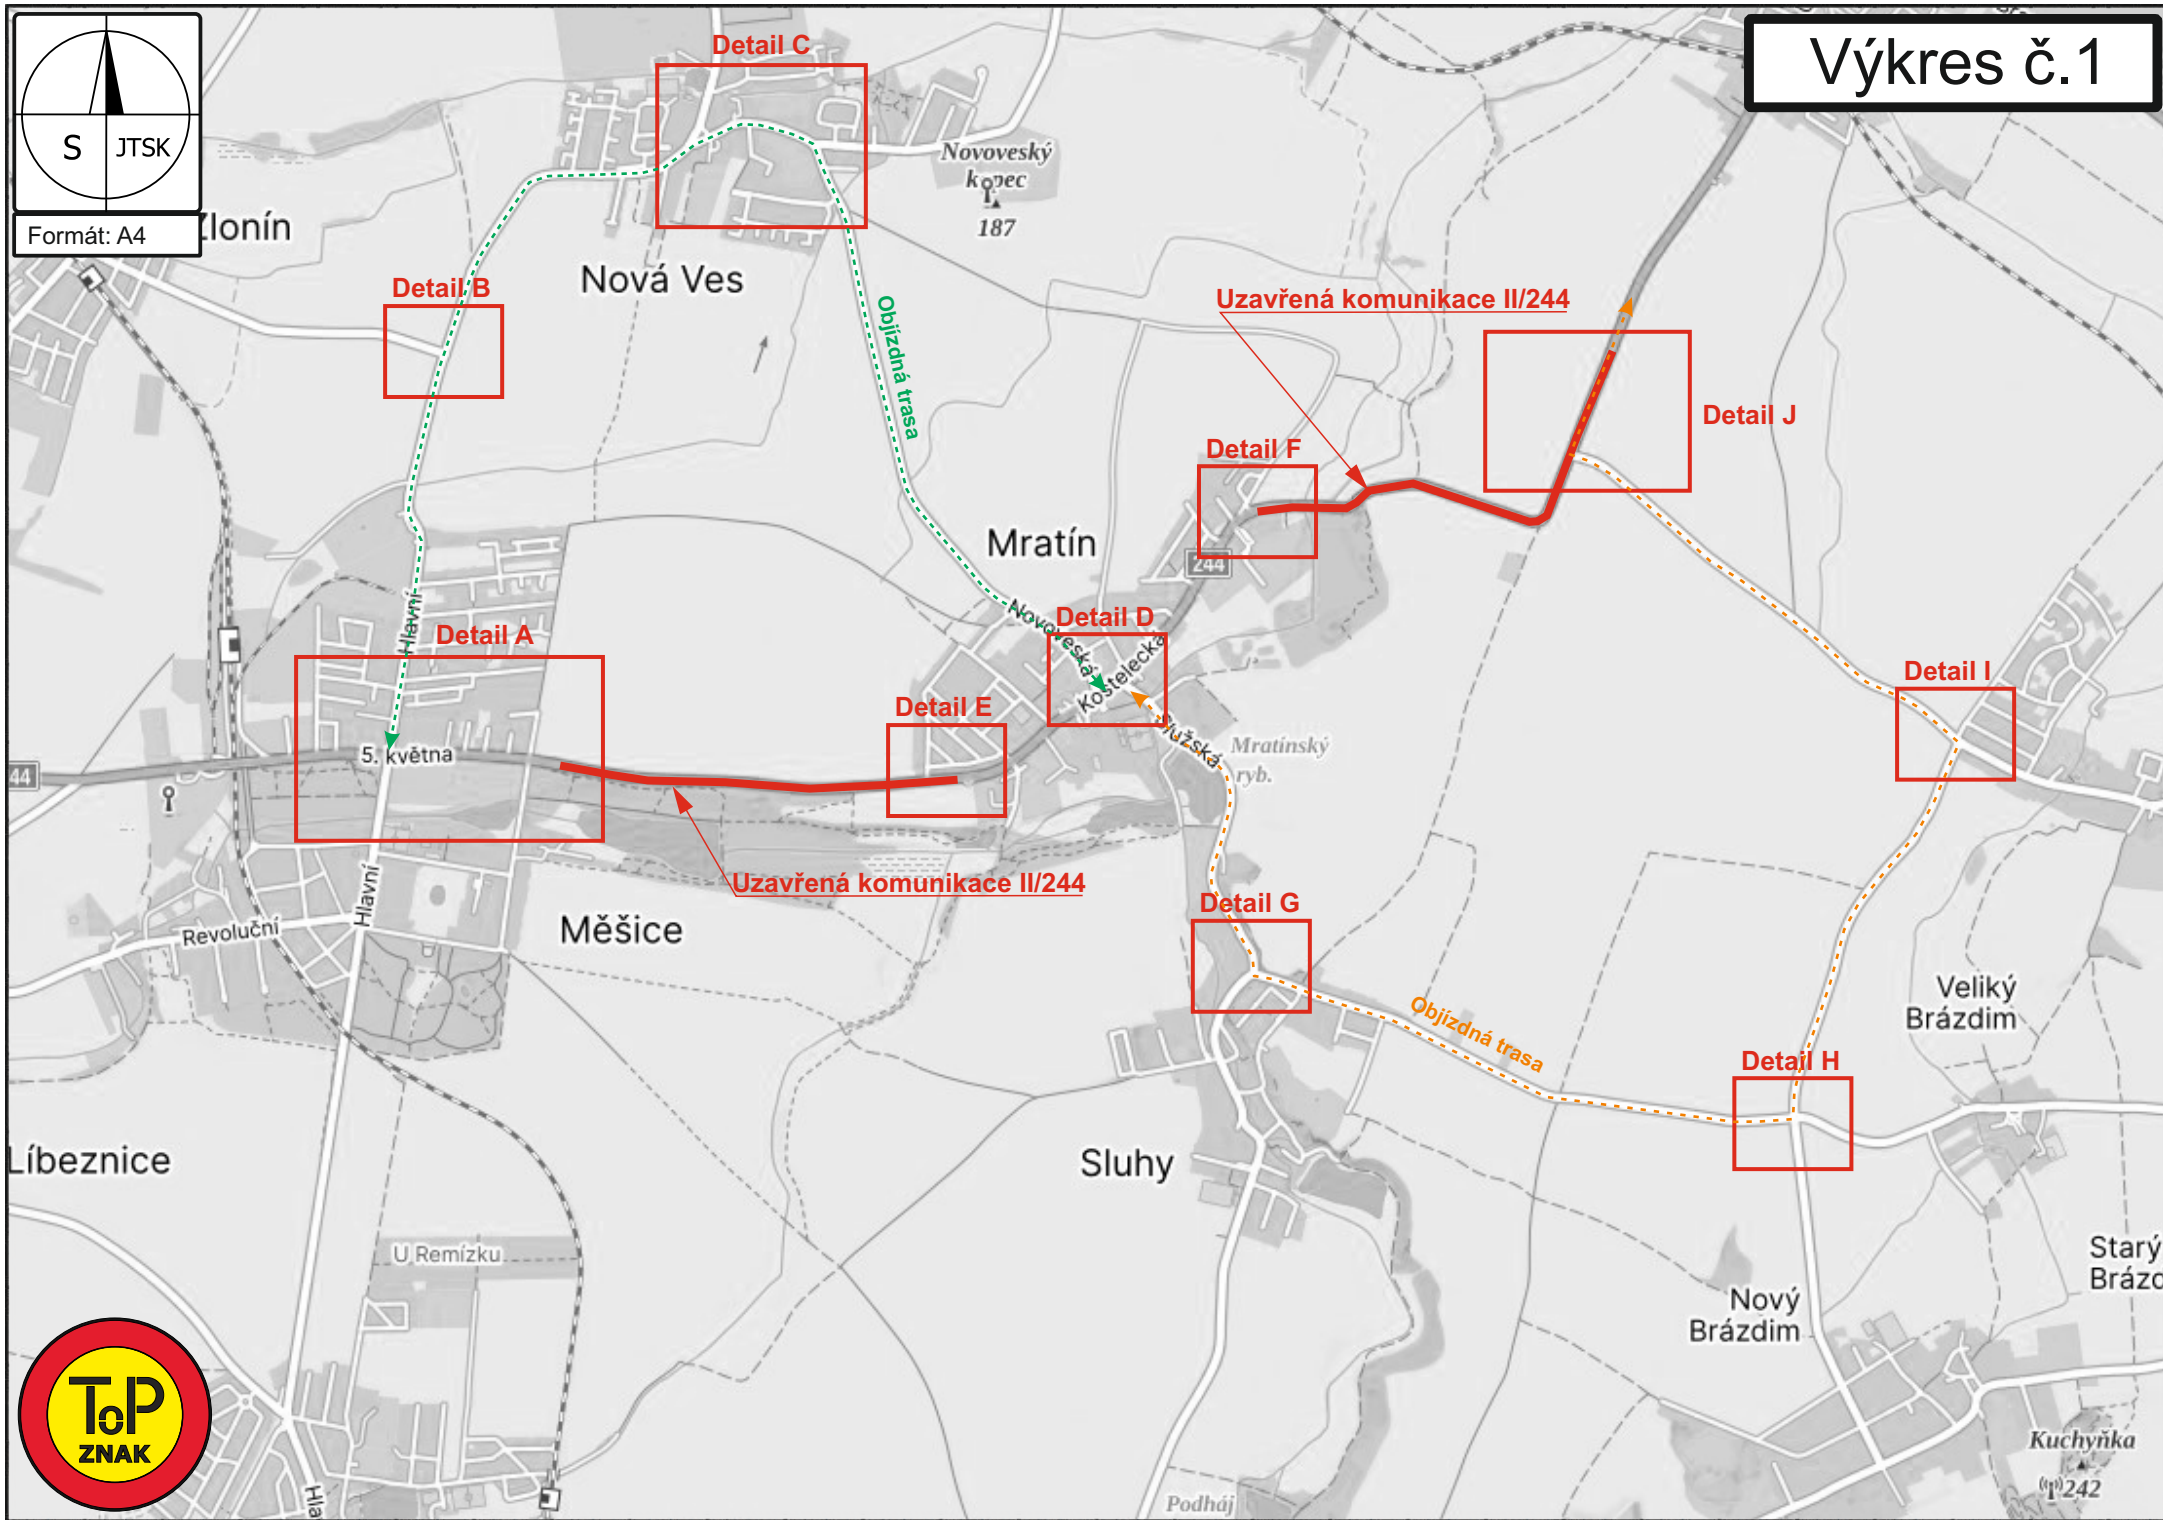 Výkres č.1
S JTSK
Formát: A4
Zlonín
Detail C
Novoveský
kopec
187
Nová Ves
Detail B
Objízdná trasa
Uzavřená komunikace II/244
Detail J
Detail F
Mratín
244
Novoveská
Detail D
Kostelecká
Hlavní
Detail A
Detail I
Detail E
Služská
Mratínský
ryb.
5. května
44
Uzavřená komunikace II/244
Hlavní
Revoluční
Měšice
Detail G
Objízdná trasa
Veliký
Brázdim
Detail H
Líbeznice
Sluhy
U Remízku
Starý
Brázd
Nový
Brázdim
ToP
ZNAK
Kuchyňka
242
Podháj
Hla